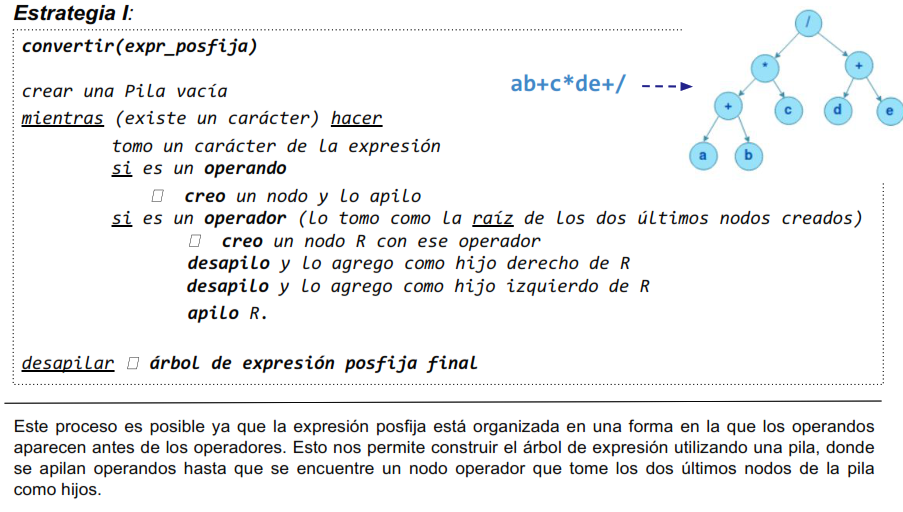 Estrategia I:
convertir(expr_posfija)
crear una Pila vacía
mientras (existe un carácter) hacer
tomo un carácter de la expresión
si es un operando
□ creo un nodo y lo apilo
si es un operador (lo tomo como la raíz de los dos últimos nodos creados)
□ creo un nodo R con ese operador
desapilo y lo agrego como hijo derecho de R
desapilo y lo agrego como hijo izquierdo de R
apilo R.
desapilar □ árbol de expresión posfija final
ab+c*de+/
/
* +
+ c d e
a b
Este proceso es posible ya que la expresión posfija está organizada en una forma en la que los operandos
aparecen antes de los operadores. Esto nos permite construir el árbol de expresión utilizando una pila, donde
se apilan operandos hasta que se encuentre un nodo operador que tome los dos últimos nodos de la pila
como hijos.